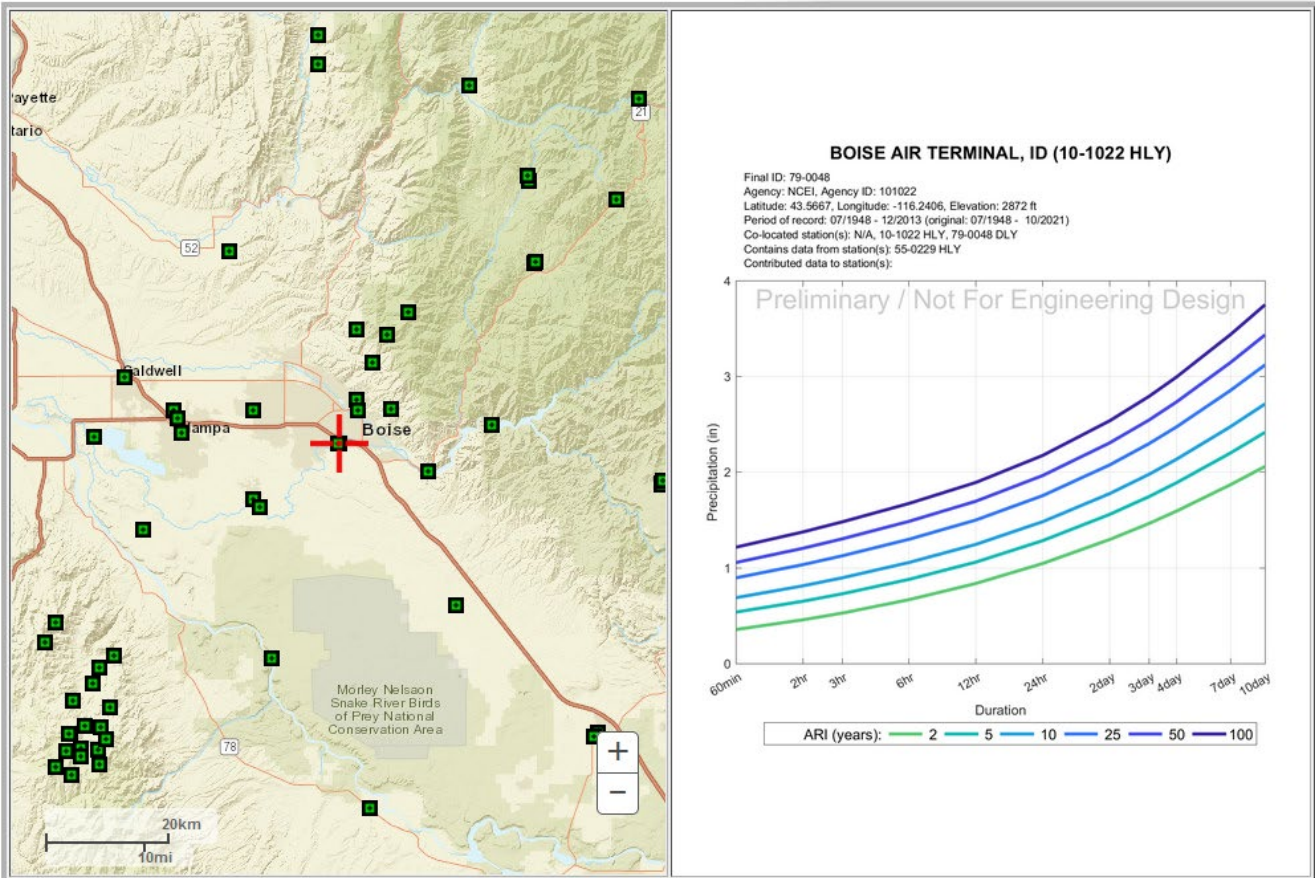 ayette
tario
21
52
Caldwell
ampa
Boise
Morley Nelsaon
Snake River Birds
of Prey National
Conservation Area
78
+
−
20km
10mi
BOISE AIR TERMINAL, ID (10-1022 HLY)
Final ID: 79-0048
Agency: NCEI, Agency ID: 101022
Latitude: 43.5667, Longitude: -116.2406, Elevation: 2872 ft
Period of record: 07/1948 - 12/2013 (original: 07/1948 - 10/2021)
Co-located station(s): N/A, 10-1022 HLY, 79-0048 DLY
Contains data from station(s): 55-0229 HLY
Contributed data to station(s):
Preliminary / Not For Engineering Design
4
3
2
1
0
Precipitation (in)
60min 2hr 3hr 6hr 12hr 24hr 2day 3day 4day 7day 10day
Duration
ARI (years): 2 5 10 25 50 100